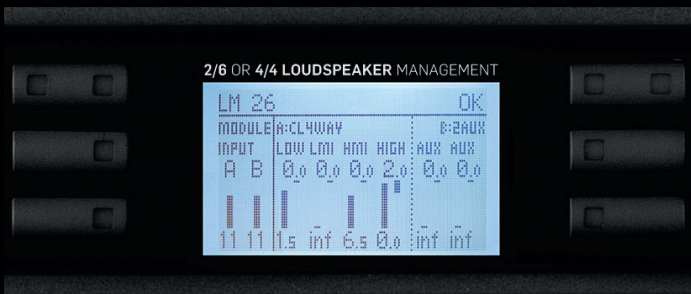 2/6 OR 4/4 LOUDSPEAKER MANAGEMENT
LM 26 OK
MODULE A:CL4WAY B:2AUX
INPUT LOW LMI HMI HIGH AUX AUX
A B 0.0 0.0 0.0 2.0 0.0 0.0
11 11 1.5 inf 6.5 0.0 inf inf